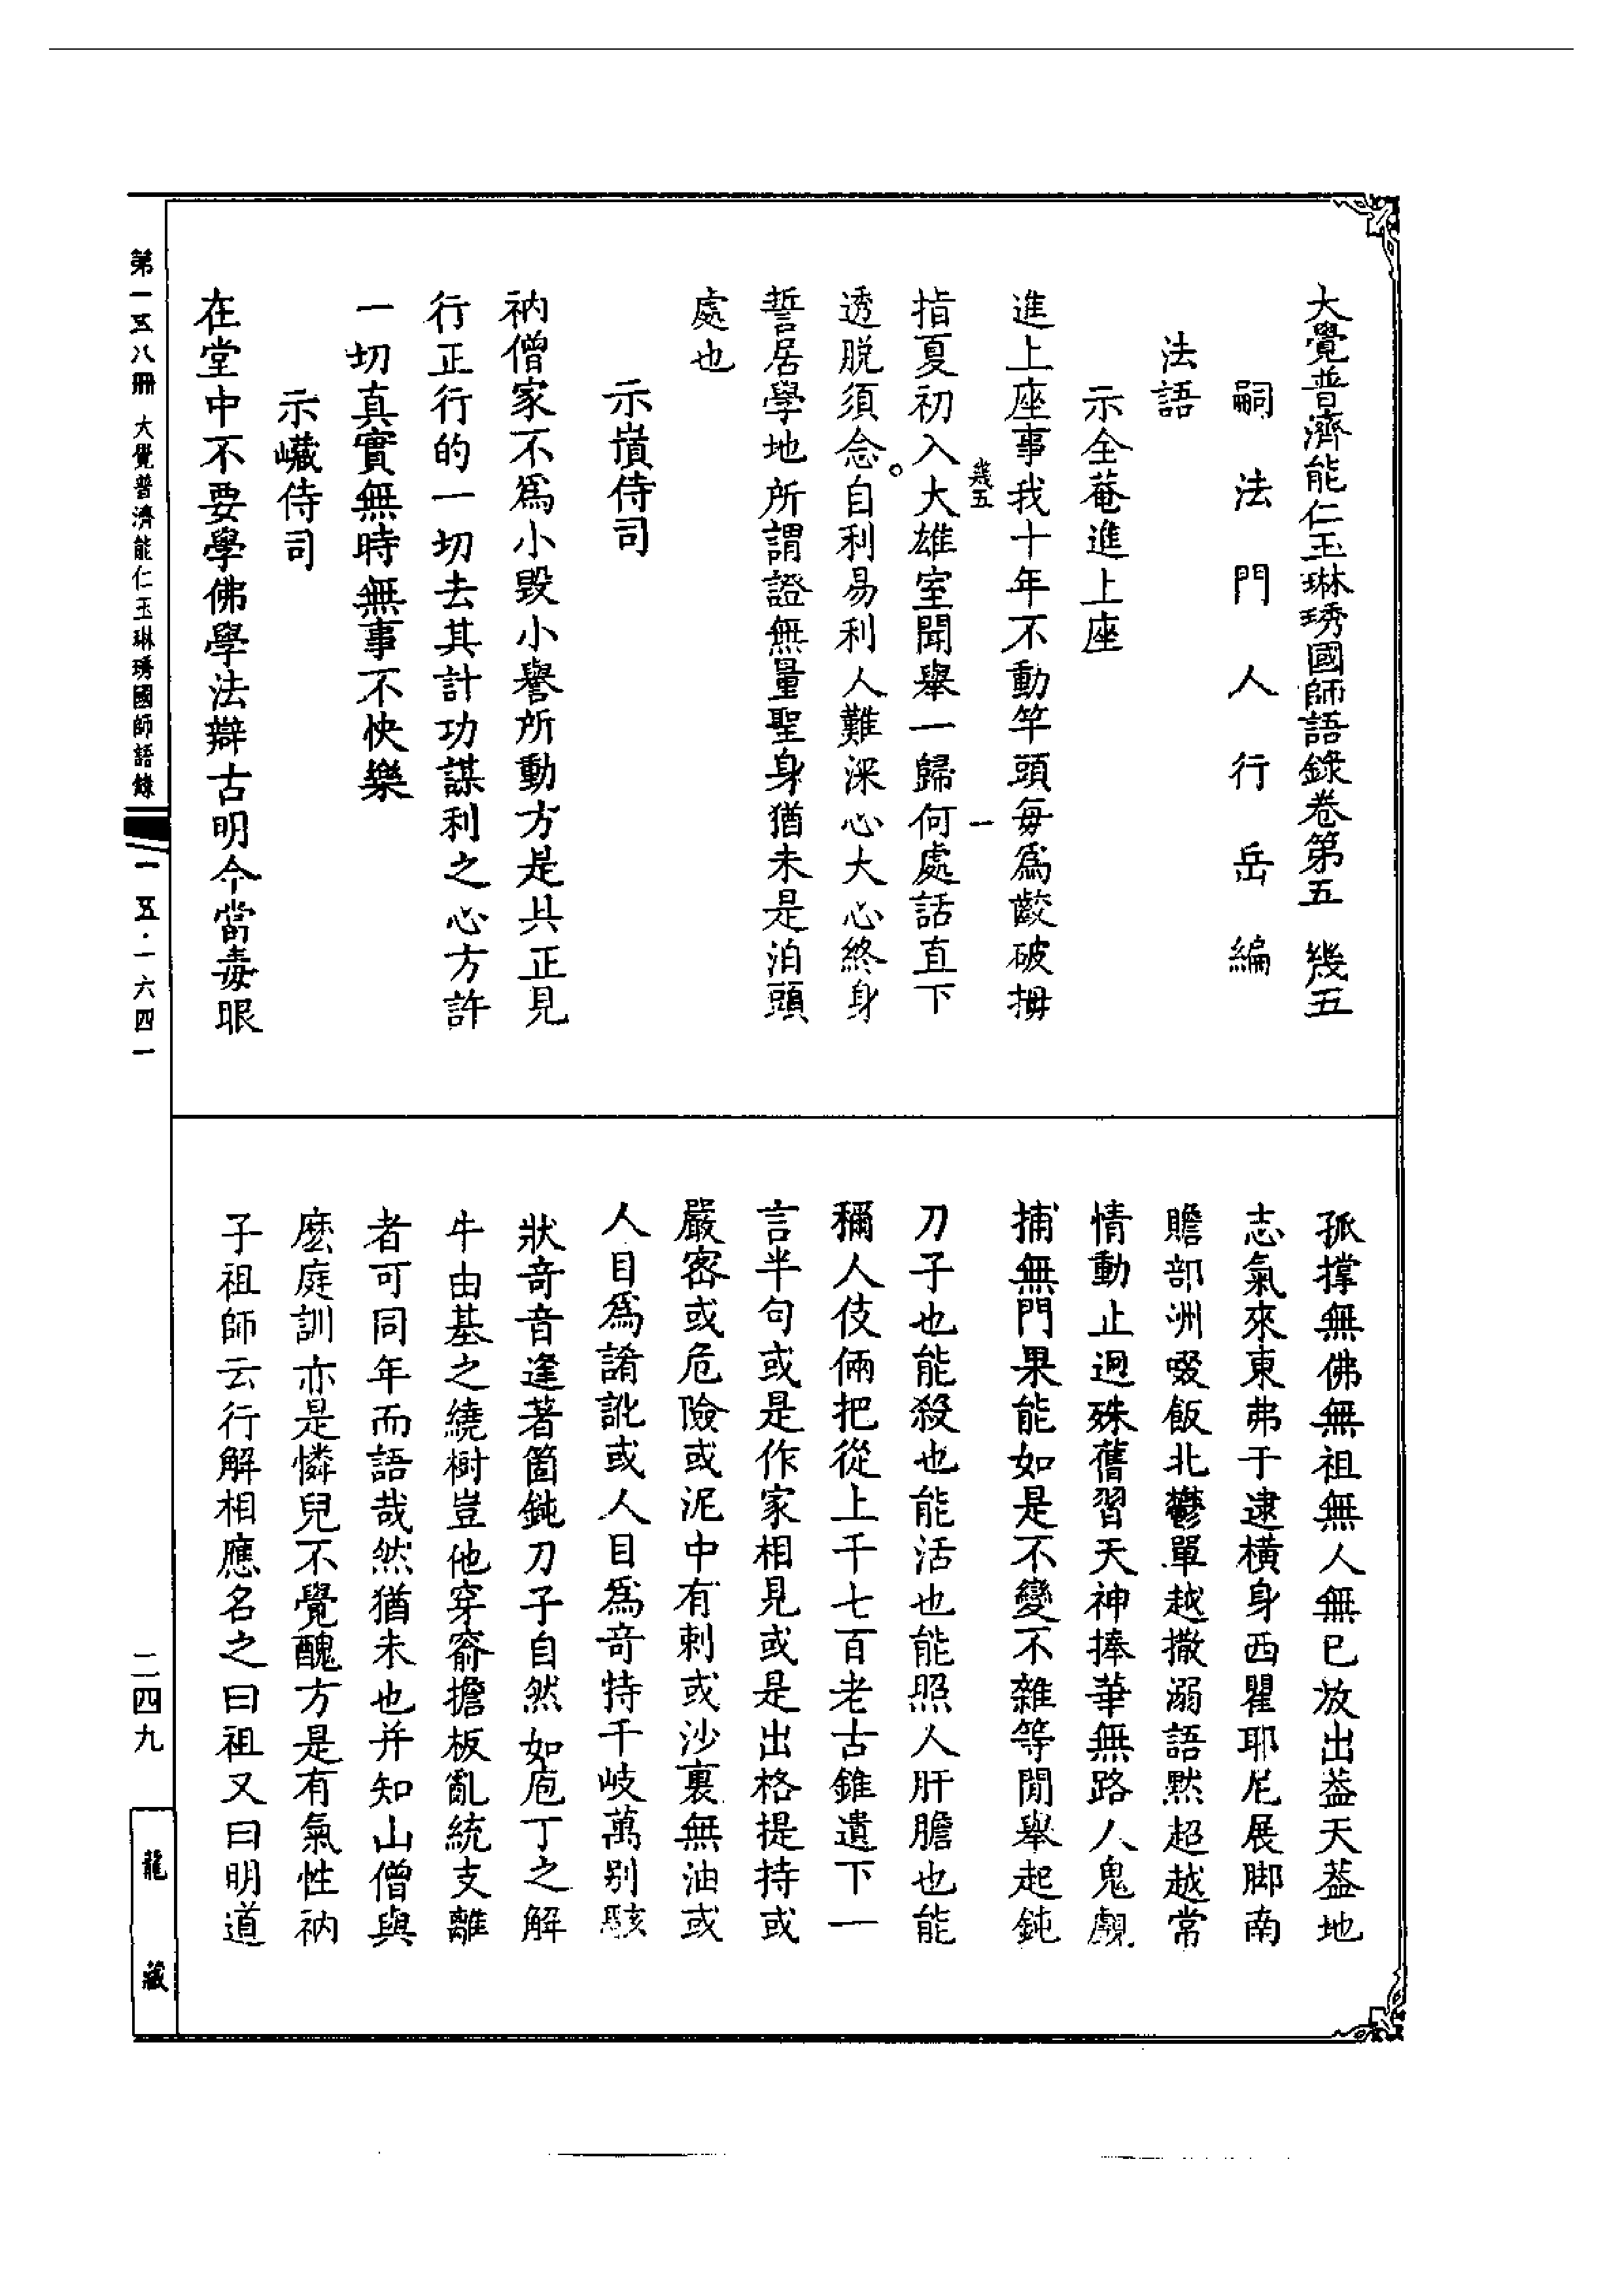 大覺普濟能仁玉琳琇國師語錄卷第五 幾五
嗣法門人行岳編
法語
示全菴進上座
進上座事我十年不動竿頭每爲齩破拇
幾五 一
指夏初入大雄室聞舉一歸何處話直下
透脫須念自利易利人難深心大心終身
誓居學地所謂證無量聖身猶未是泊頭
處也
示嵿侍司
衲僧家不爲小毀小譽所動方是具正見
行正行的一切去其計功謀利之心方許
一切真實無時無事不快樂
示巇侍司
在堂中不要學佛學法辯古明今當毒眼
孤撑無佛無祖無人無已放出葢天葢地
志氣來東弗于逮橫身西瞿耶尼展脚南
贍部洲啜飯北鬱單越撒溺語默超越常
情動止迥殊舊習天神捧華無路人鬼覷
捕無門果能如是不變不雜等閒舉起鈍
刀子也能殺也能活也能照人肝膽也能
稱人伎倆把從上千七百老古錐遺下一
言半句或是作家相見或是出格提持或
嚴密或危險或泥中有刺或沙裏無油或
人目爲誵訛或人目爲奇特千岐萬别駭
狀奇音逢著箇鈍刀子自然如庖丁之解
牛由基之繞樹豈他穿窬擔板亂統支離
者可同年而語哉然猶未也并知山僧與
麽庭訓亦是憐兒不覺醜方是有氣性衲
子祖師云行解相應名之曰祖又曰明道
第一五八冊 大覺普濟能仁玉琳琇國師語錄
一五·一六四一
二四九
龍藏